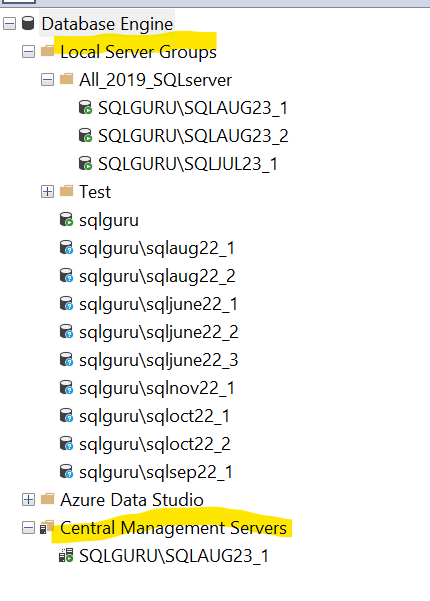 Database Engine
Local Server Groups
All_2019_SQLserver
SQLGURU\SQLAUG23_1
SQLGURU\SQLAUG23_2
SQLGURU\SQLJUL23_1
Test
sqlguru
sqlguru\sqlaug22_1
sqlguru\sqlaug22_2
sqlguru\sqljune22_1
sqlguru\sqljune22_2
sqlguru\sqljune22_3
sqlguru\sqlnov22_1
sqlguru\sqloct22_1
sqlguru\sqloct22_2
sqlguru\sqlsep22_1
Azure Data Studio
Central Management Servers
SQLGURU\SQLAUG23_1